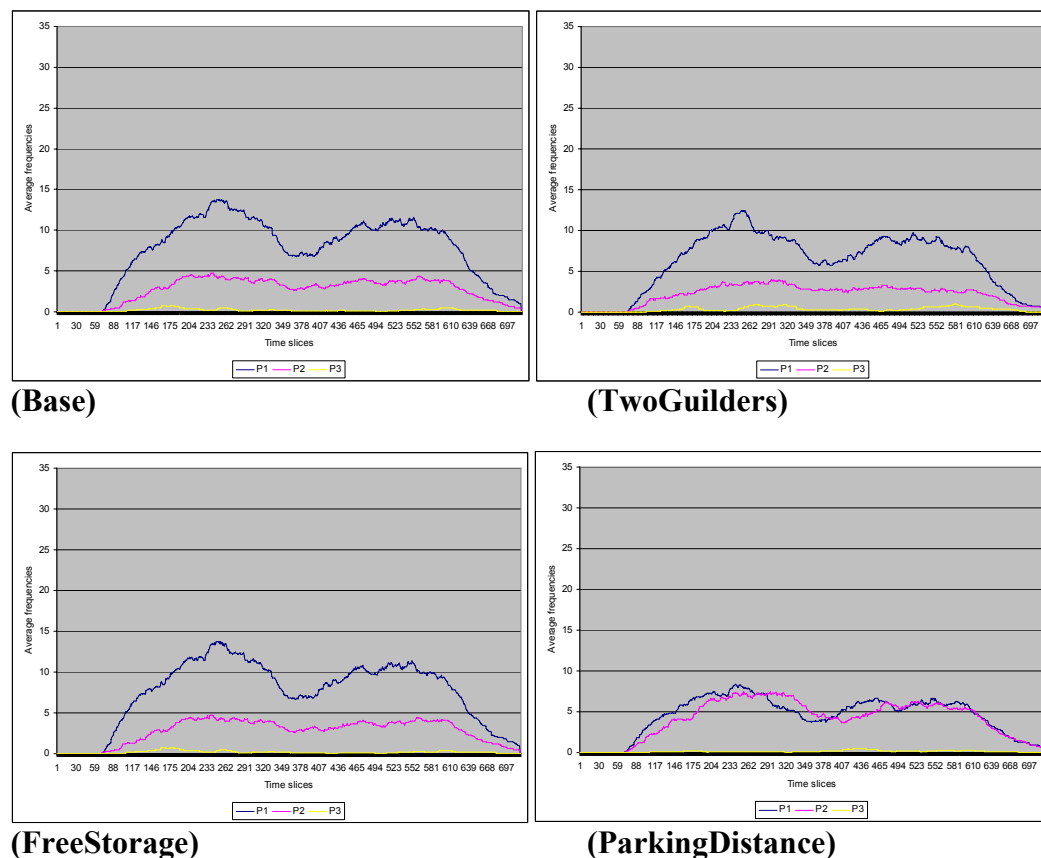 35
30
25
20
15
10
5
0
Average frequencies
1 30 59 88 117 146 175 204 233 262 291 320 349 378 407 436 465 494 523 552 581 610 639 668 697
Time slices
P1 P2 P3
(Base)
35
30
25
20
15
10
5
0
Average frequencies
1 30 59 88 117 146 175 204 233 262 291 320 349 378 407 436 465 494 523 552 581 610 639 668 697
Time slices
P1 P2 P3
(TwoGuilders)
35
30
25
20
15
10
5
0
Average frequencies
1 30 59 88 117 146 175 204 233 262 291 320 349 378 407 436 465 494 523 552 581 610 639 668 697
Time slices
P1 P2 P3
(FreeStorage)
35
30
25
20
15
10
5
0
Average frequencies
1 30 59 88 117 146 175 204 233 262 291 320 349 378 407 436 465 494 523 552 581 610 639 668 697
Time slices
P1 P2 P3
(ParkingDistance)